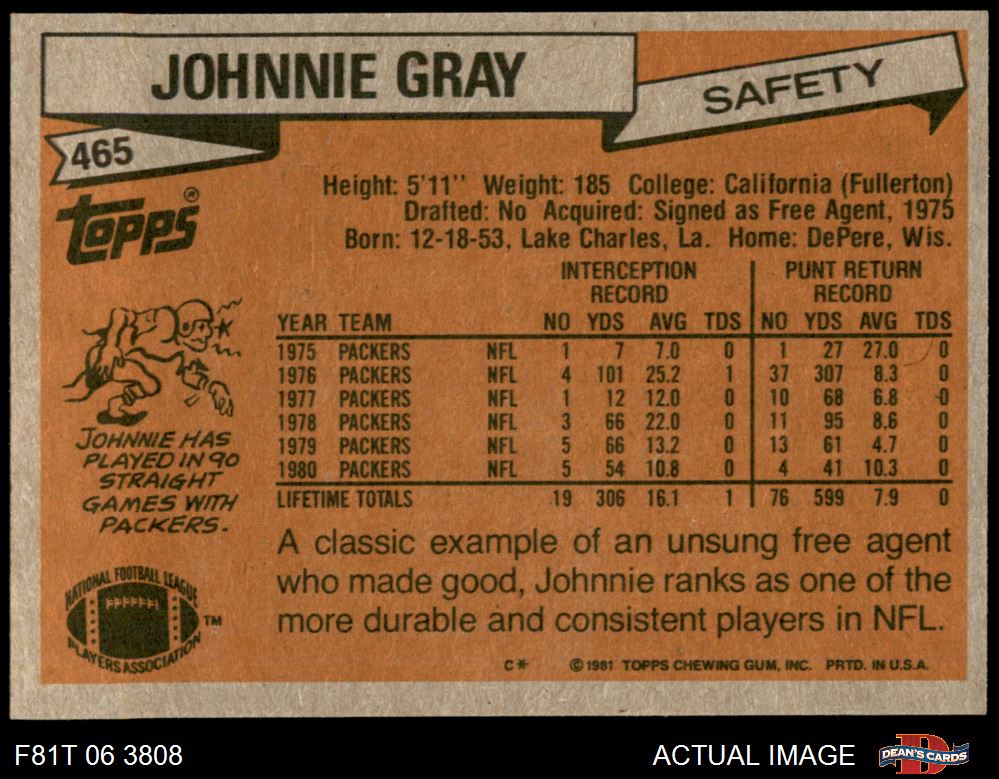 JOHNNIE GRAY
SAFETY
465
TOPPS®
Height: 5'11" Weight: 185 College: California (Fullerton)
Drafted: No Acquired: Signed as Free Agent, 1975
Born: 12-18-53, Lake Charles, La. Home: DePere, Wis.
INTERCEPTION RECORD PUNT RETURN RECORD
YEAR TEAM NO YDS AVG TDS NO YDS AVG TDS
1975 PACKERS NFL 1 7 7.0 0 1 27 27.0 0
1976 PACKERS NFL 4 101 25.2 1 37 307 8.3 0
1977 PACKERS NFL 1 12 12.0 0 10 68 6.8 0
1978 PACKERS NFL 3 66 22.0 0 11 95 8.6 0
1979 PACKERS NFL 5 66 13.2 0 13 61 4.7 0
1980 PACKERS NFL 5 54 10.8 0 4 41 10.3 0
LIFETIME TOTALS 19 306 16.1 1 76 599 7.9 0
JOHNNIE HAS
PLAYED IN 90
STRAIGHT
GAMES WITH
PACKERS.
A classic example of an unsung free agent
who made good, Johnnie ranks as one of the
more durable and consistent players in NFL.
NATIONAL FOOTBALL LEAGUE
PLAYERS ASSOCIATION
TM
C* ©1981 TOPPS CHEWING GUM, INC. PRTD. IN U.S.A.
F81T 06 3808
ACTUAL IMAGE
DEAN'S CARDS